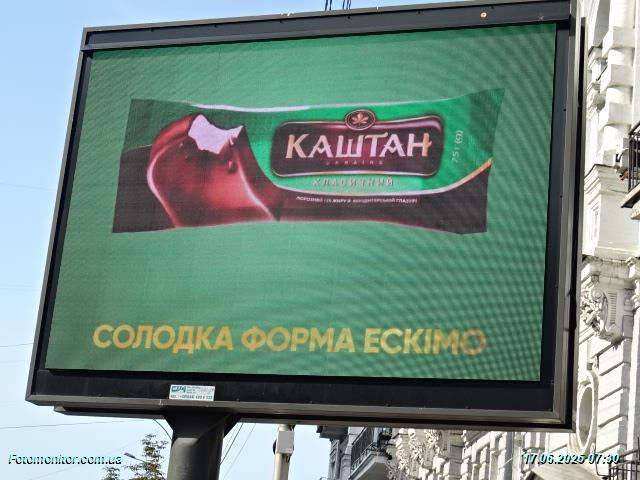 КАШТАН
UKRAINE
КЛАСИЧНИЙ
75 г (g)
СОЛОДКА ФОРМА ЕСКІМО
Fotomonitor.com.ua
17.06.2025 07:30